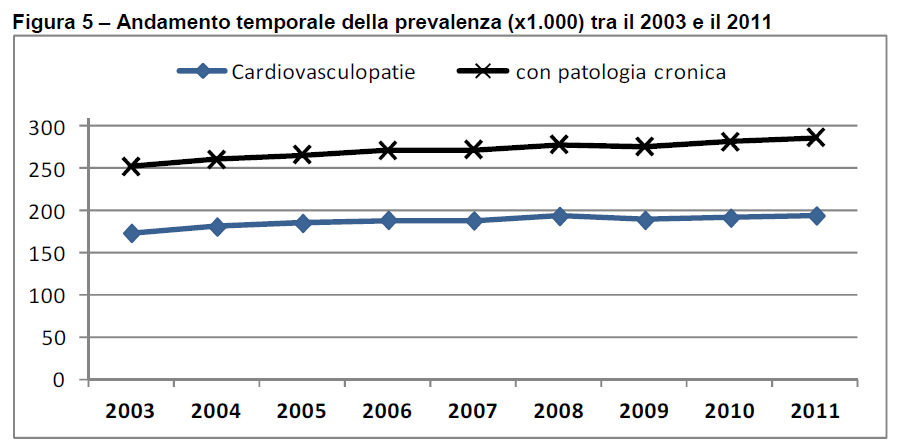 Figura 5 – Andamento temporale della prevalenza (x1.000) tra il 2003 e il 2011
Cardiovasculopatie con patologia cronica
300
250
200
150
100
50
0
2003 2004 2005 2006 2007 2008 2009 2010 2011